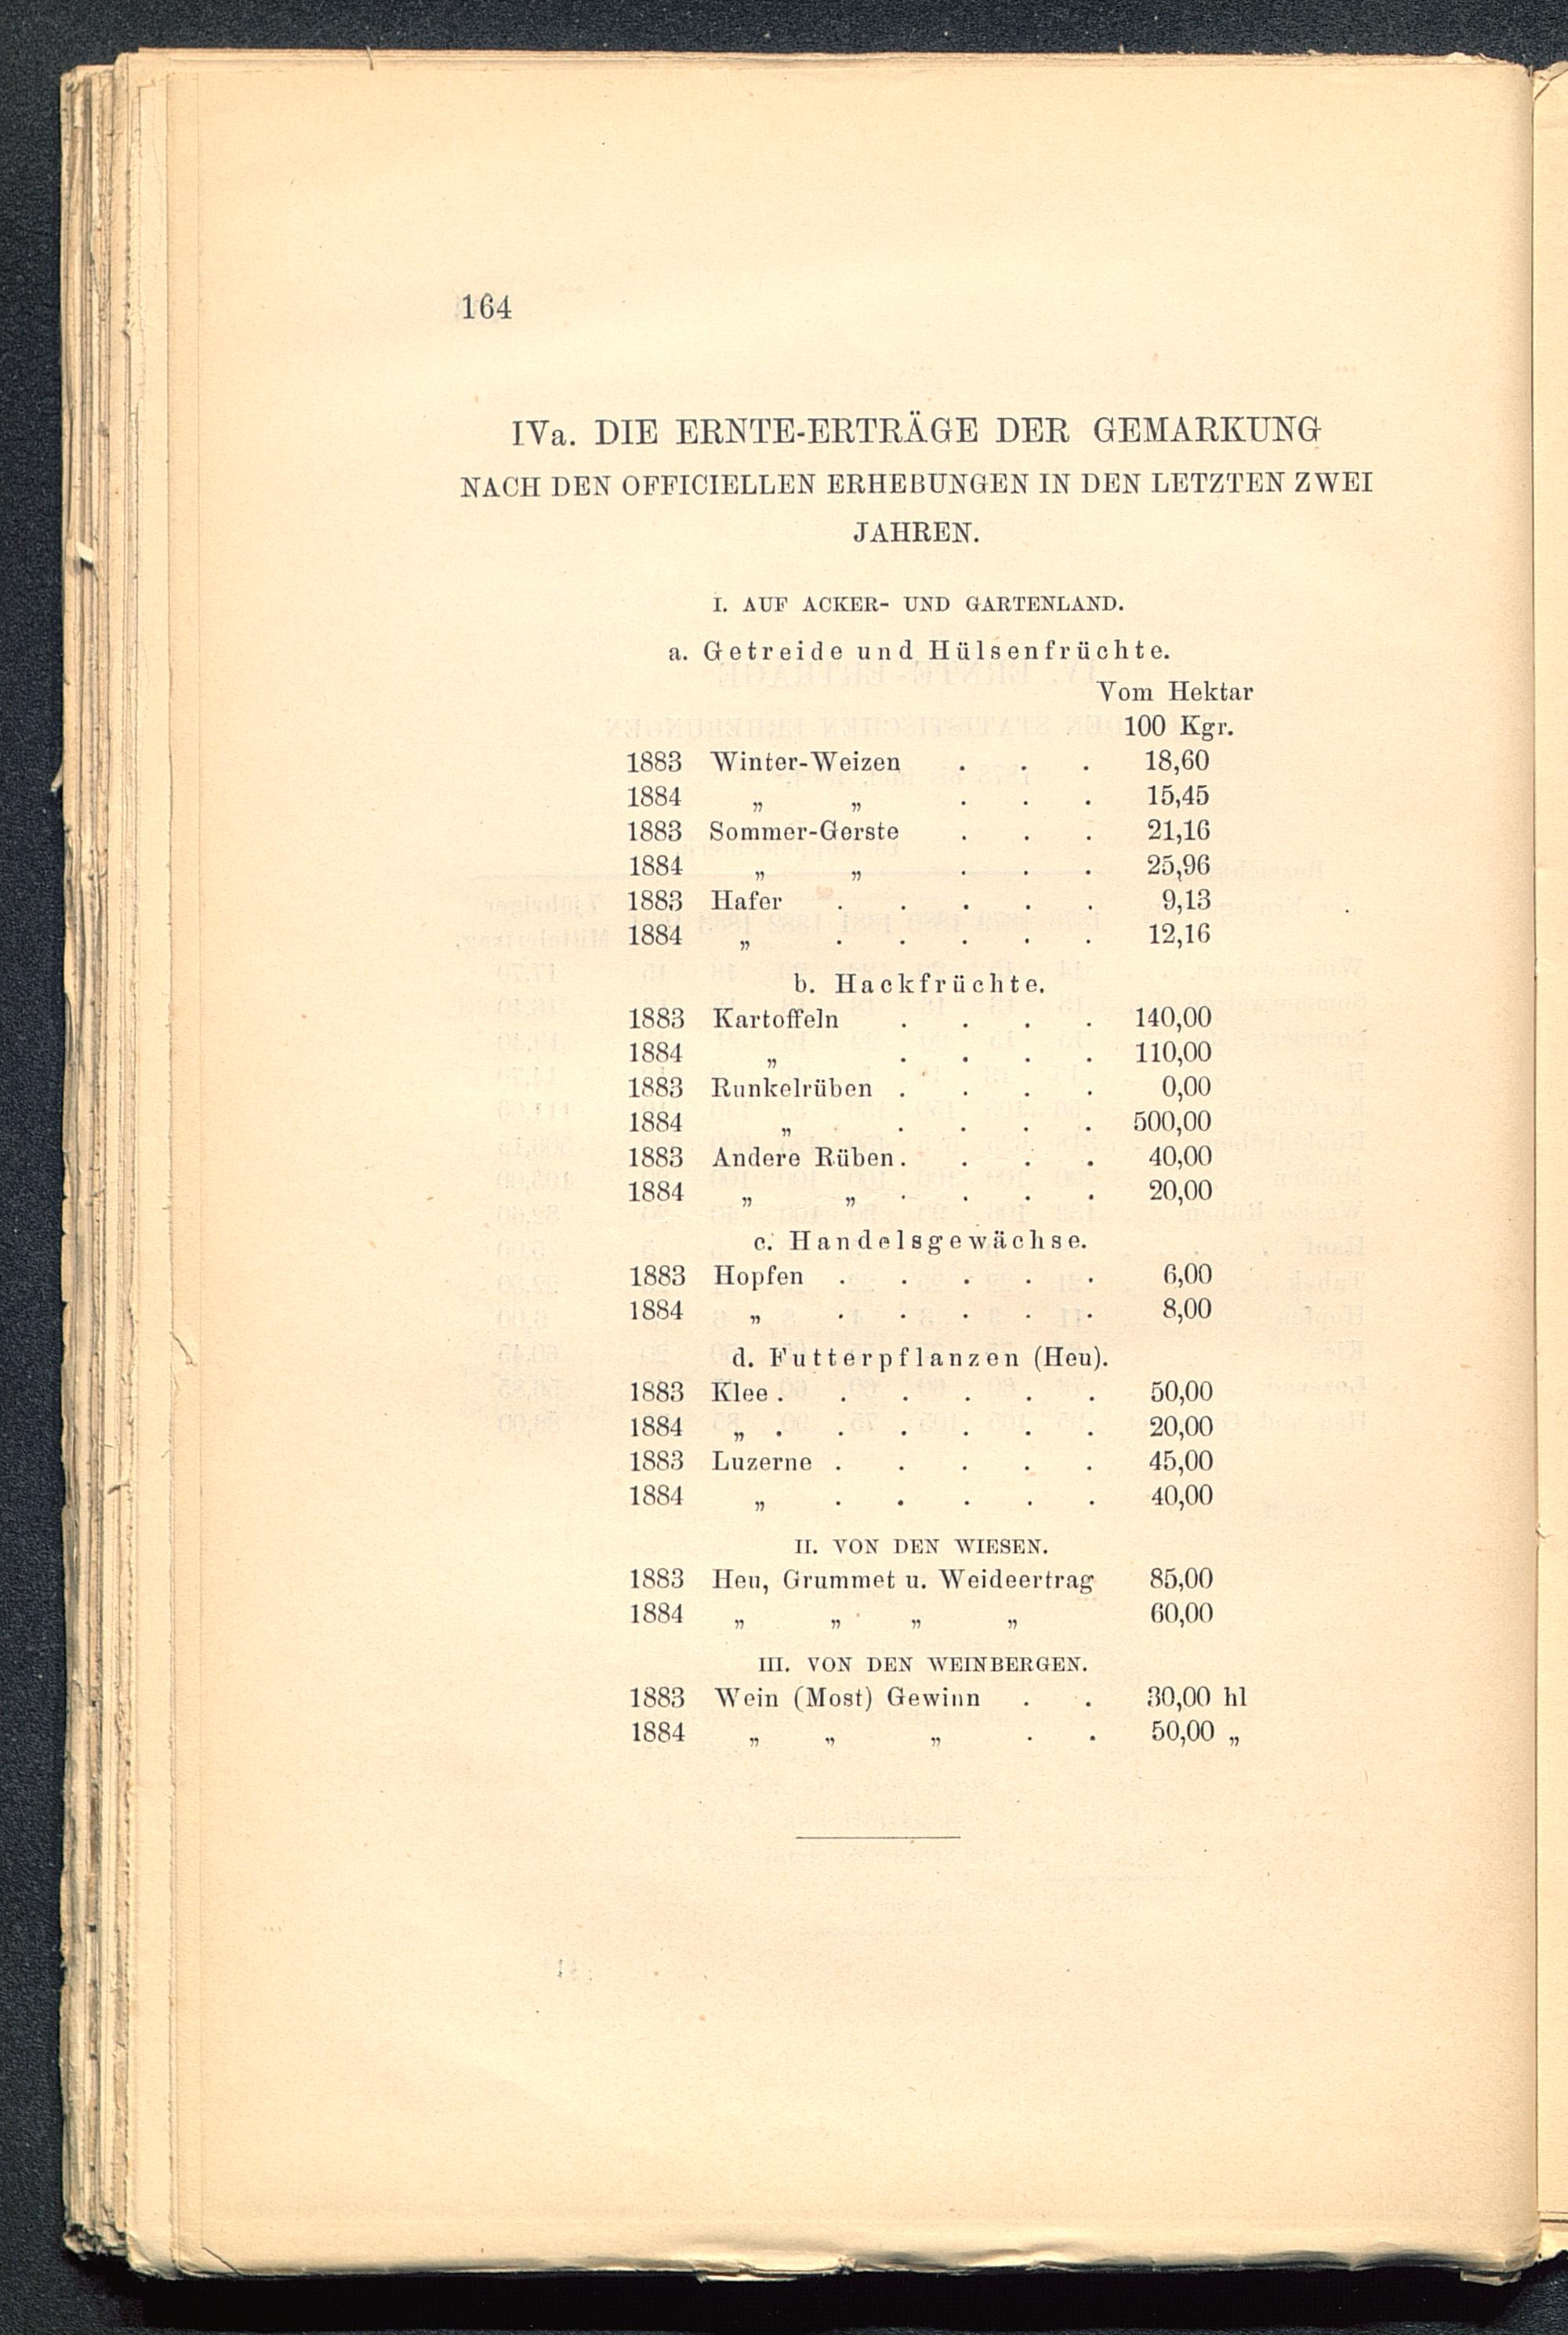 164
IVa. DIE ERNTE-ERTRÄGE DER GEMARKUNG
NACH DEN OFFICIELLEN ERHEBUNGEN IN DEN LETZTEN ZWEI
JAHREN.
I. AUF ACKER- UND GARTENLAND.
a. Getreide und Hülsenfrüchte.
Vom Hektar
100 Kgr.
1883 Winter-Weizen . . . 18,60
1884 „ „ . . . 15,45
1883 Sommer-Gerste . . . 21,16
1884 „ „ . . . 25,96
1883 Hafer . . . . . 9,13
1884 „ . . . . . 12,16
b. Hackfrüchte.
1883 Kartoffeln . . . . 140,00
1884 „ . . . . 110,00
1883 Runkelrüben . . . . 0,00
1884 „ . . . . 500,00
1883 Andere Rüben . . . . 40,00
1884 „ „ . . . . 20,00
c. Handelsgewächse.
1883 Hopfen . . . . . 6,00
1884 „ . . . . . 8,00
d. Futterpflanzen (Heu).
1883 Klee . . . . . . 50,00
1884 „ . . . . . . 20,00
1883 Luzerne . . . . . 45,00
1884 „ . . . . . 40,00
II. VON DEN WIESEN.
1883 Heu, Grummet u. Weideertrag 85,00
1884 „ „ „ „ 60,00
III. VON DEN WEINBERGEN.
1883 Wein (Most) Gewinn . . 30,00 hl
1884 „ „ „ . . 50,00 „